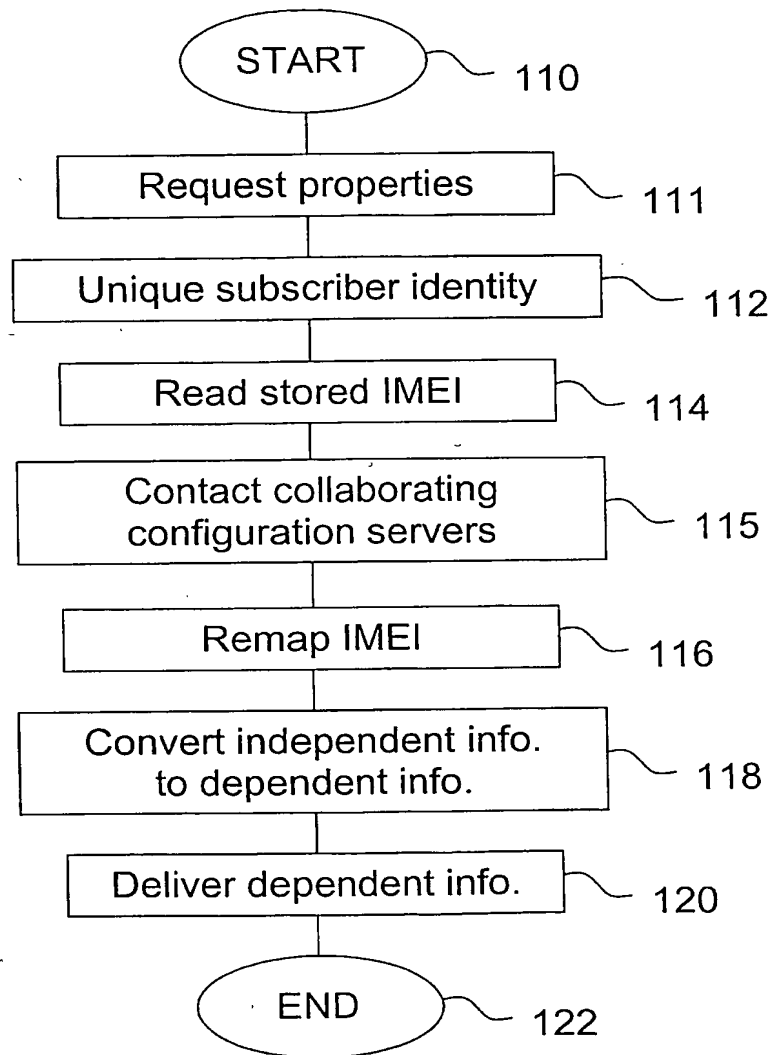 START
110
Request properties
111
Unique subscriber identity
112
Read stored IMEI
114
Contact collaborating
configuration servers
115
Remap IMEI
116
Convert independent info.
to dependent info.
118
Deliver dependent info.
120
END
122